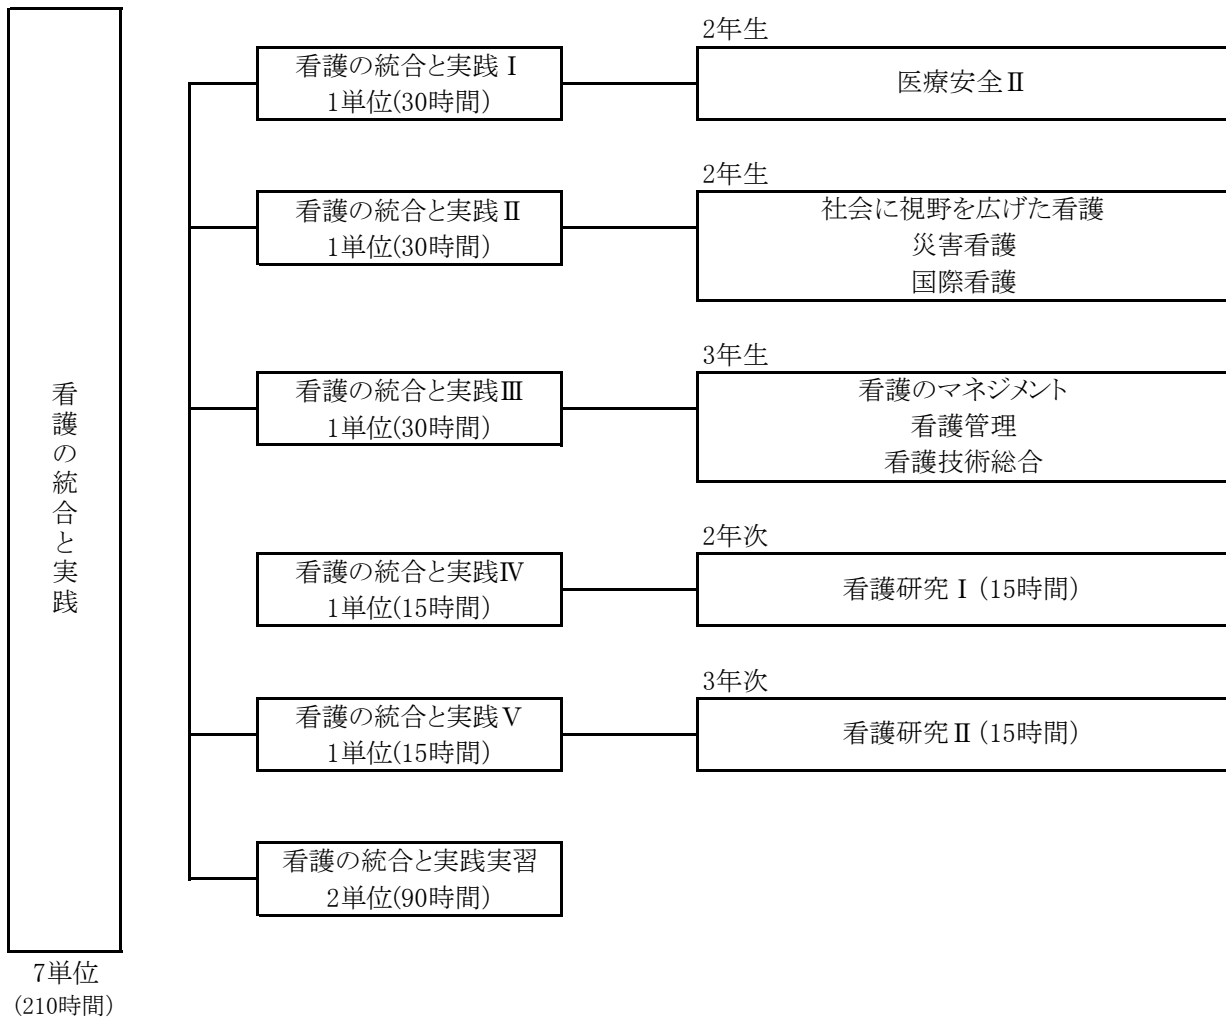 看護の統合と実践
7単位
(210時間)
看護の統合と実践Ⅰ
1単位(30時間)
2年生
医療安全Ⅱ
看護の統合と実践Ⅱ
1単位(30時間)
2年生
社会に視野を広げた看護
災害看護
国際看護
看護の統合と実践Ⅲ
1単位(30時間)
3年生
看護のマネジメント
看護管理
看護技術総合
看護の統合と実践Ⅳ
1単位(15時間)
2年次
看護研究Ⅰ(15時間)
看護の統合と実践Ⅴ
1単位(15時間)
3年次
看護研究Ⅱ(15時間)
看護の統合と実践実習
2単位(90時間)